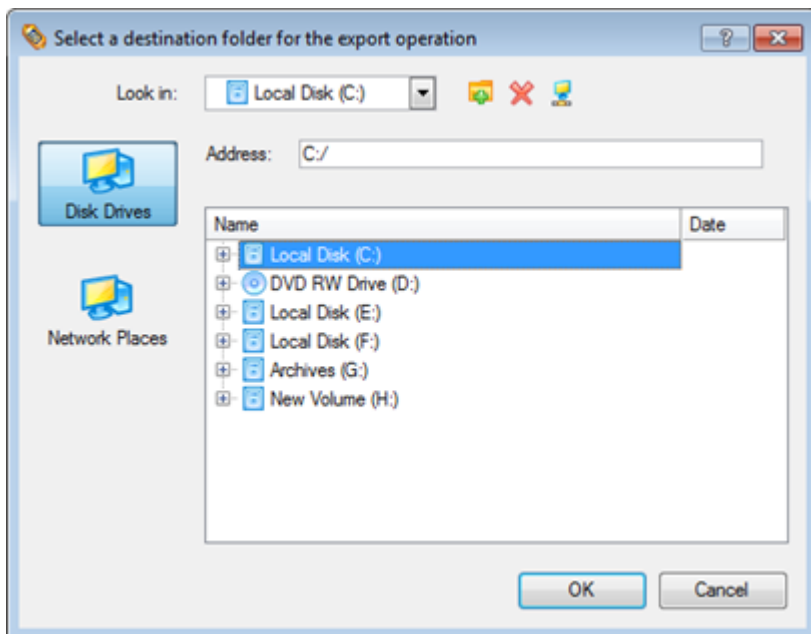 Select a destination folder for the export operation
Look in: Local Disk (C:)
Address: C:/
Disk Drives
Network Places
Name Date
Local Disk (C:)
DVD RW Drive (D:)
Local Disk (E:)
Local Disk (F:)
Archives (G:)
New Volume (H:)
OK Cancel